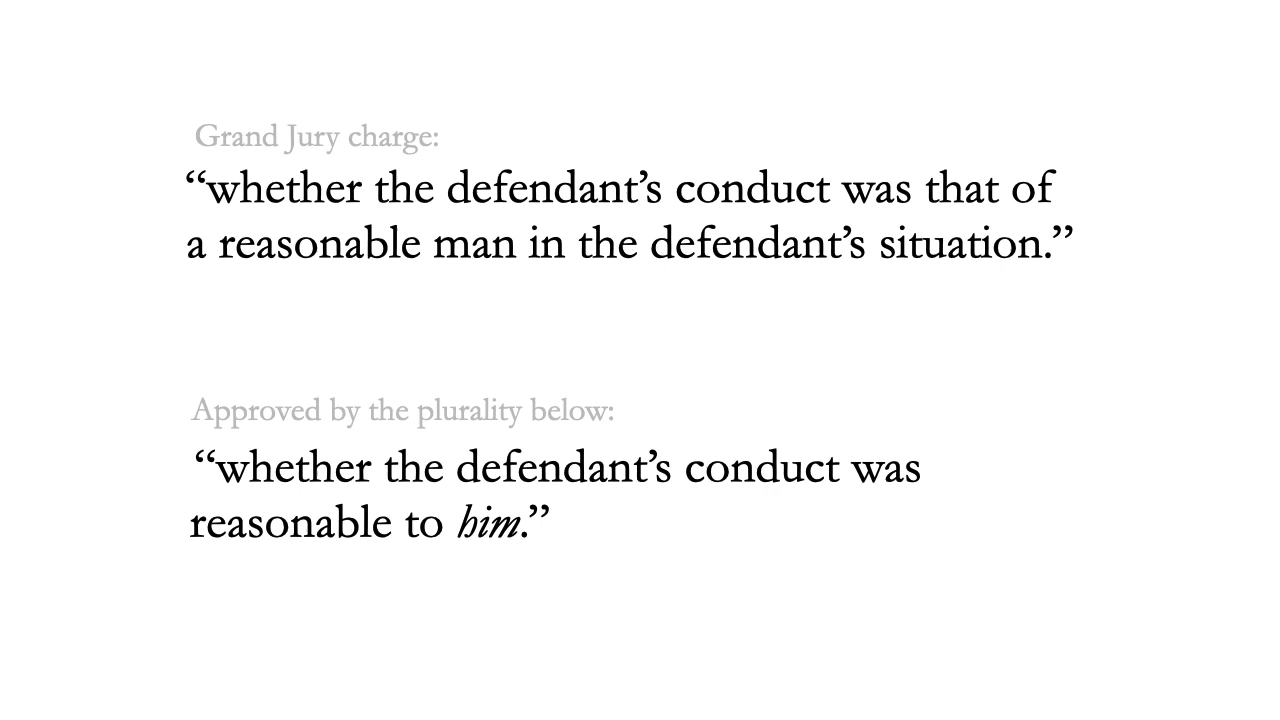 Grand Jury charge:
“whether the defendant’s conduct was that of
a reasonable man in the defendant’s situation.”
Approved by the plurality below:
“whether the defendant’s conduct was
reasonable to him.”